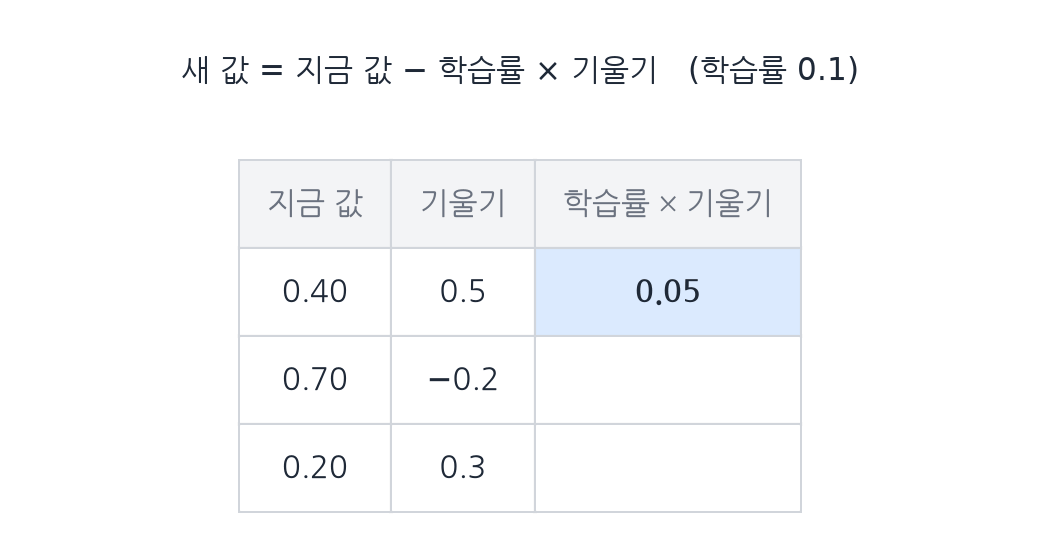 새 값 = 지금 값 − 학습률 × 기울기 (학습률 0.1)
지금 값 기울기 학습률 × 기울기
0.40 0.5 0.05
0.70 −0.2
0.20 0.3